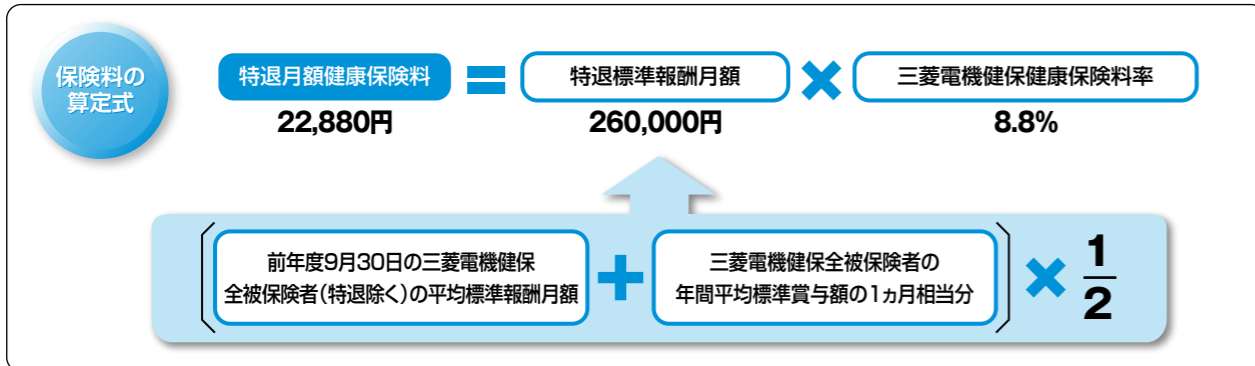 保険料の
算定式
特退月額健康保険料 = 特退標準報酬月額 × 三菱電機健保健康保険料率
22,880円 260,000円 8.8%
前年度9月30日の三菱電機健保
全被保険者(特退除く)の平均標準報酬月額
+
三菱電機健保全被保険者の
年間平均標準賞与額の1ヵ月相当分
×
1
2